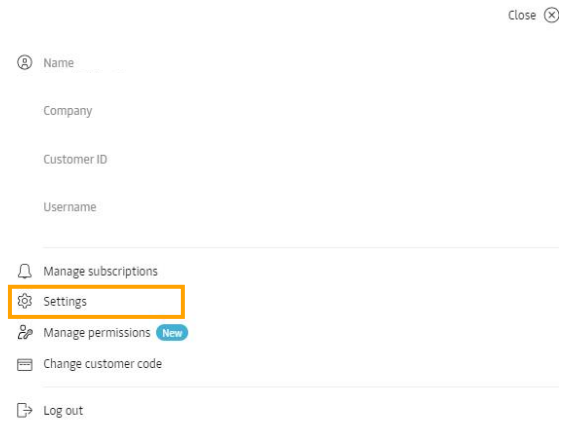 Close
Name
Company
Customer ID
Username
Manage subscriptions
Settings
Manage permissions New
Change customer code
Log out